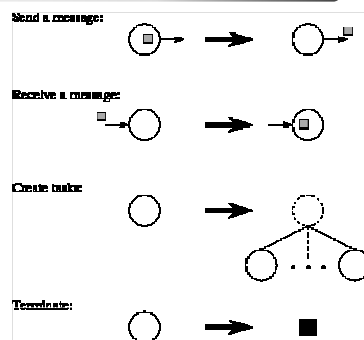 Send a message:
Receive a message:
Create tasks:
Terminate: